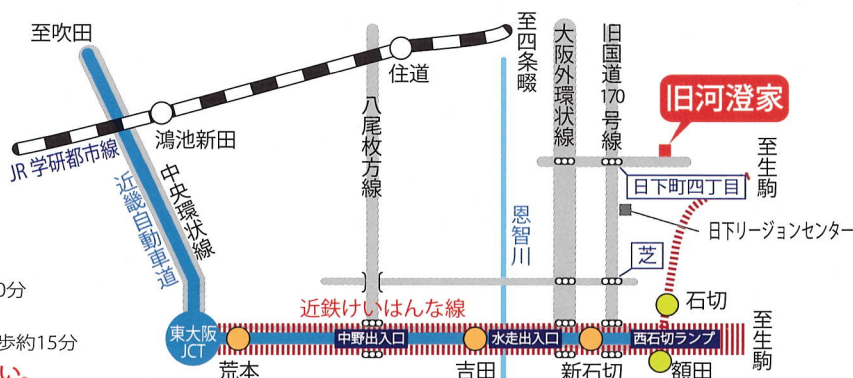 至吹田
至四条畷
大阪外環状線
旧国道170号線
住道
旧河澄家
鴻池新田
八尾枚方線
至生駒
JR学研都市線
近畿自動車道
中央環状線
日下町四丁目
恩智川
日下リージョンセンター
芝
0分
近鉄けいはんな線
石切
歩約15分
東大阪
JCT
中野出入口
水走出入口
西石切ランプ
至生駒
い。
荒本
吉田
新石切
額田